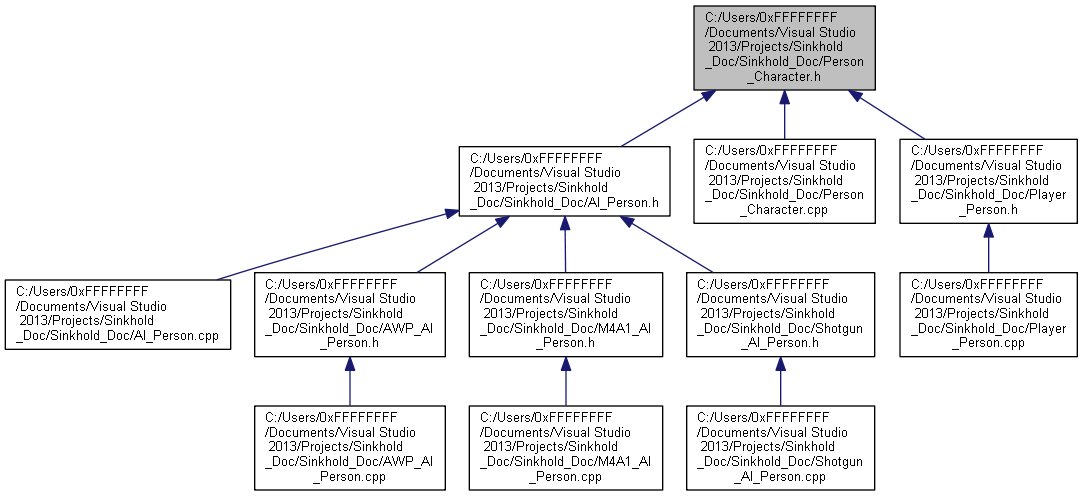 C:/Users/0xFFFFFFFF
/Documents/Visual Studio
2013/Projects/Sinkhold
_Doc/Sinkhold_Doc/Person
_Character.h
C:/Users/0xFFFFFFFF
/Documents/Visual Studio
2013/Projects/Sinkhold
_Doc/Sinkhold_Doc/AI_Person.h
C:/Users/0xFFFFFFFF
/Documents/Visual Studio
2013/Projects/Sinkhold
_Doc/Sinkhold_Doc/Person
_Character.cpp
C:/Users/0xFFFFFFFF
/Documents/Visual Studio
2013/Projects/Sinkhold
_Doc/Sinkhold_Doc/Player
_Person.h
C:/Users/0xFFFFFFFF
/Documents/Visual Studio
2013/Projects/Sinkhold
_Doc/Sinkhold_Doc/AI_Person.cpp
C:/Users/0xFFFFFFFF
/Documents/Visual Studio
2013/Projects/Sinkhold
_Doc/Sinkhold_Doc/AWP_AI
_Person.h
C:/Users/0xFFFFFFFF
/Documents/Visual Studio
2013/Projects/Sinkhold
_Doc/Sinkhold_Doc/M4A1_AI
_Person.h
C:/Users/0xFFFFFFFF
/Documents/Visual Studio
2013/Projects/Sinkhold
_Doc/Sinkhold_Doc/Shotgun
_AI_Person.h
C:/Users/0xFFFFFFFF
/Documents/Visual Studio
2013/Projects/Sinkhold
_Doc/Sinkhold_Doc/Player
_Person.cpp
C:/Users/0xFFFFFFFF
/Documents/Visual Studio
2013/Projects/Sinkhold
_Doc/Sinkhold_Doc/AWP_AI
_Person.cpp
C:/Users/0xFFFFFFFF
/Documents/Visual Studio
2013/Projects/Sinkhold
_Doc/Sinkhold_Doc/M4A1_AI
_Person.cpp
C:/Users/0xFFFFFFFF
/Documents/Visual Studio
2013/Projects/Sinkhold
_Doc/Sinkhold_Doc/Shotgun
_AI_Person.cpp